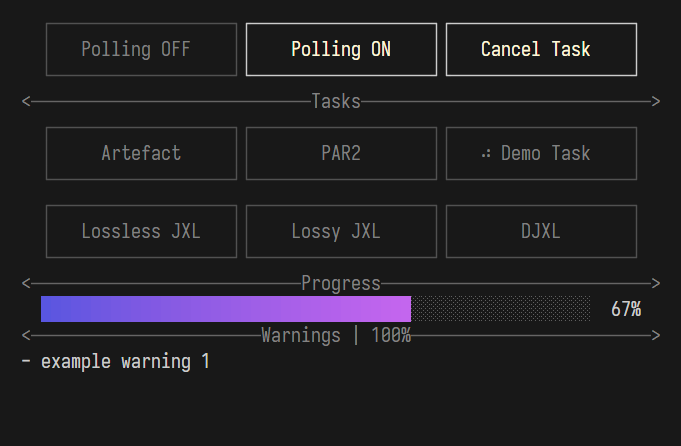 Polling OFF Polling ON Cancel Task
Tasks
Artefact PAR2 Demo Task
Lossless JXL Lossy JXL DJXL
Progress
67%
Warnings | 100%
- example warning 1